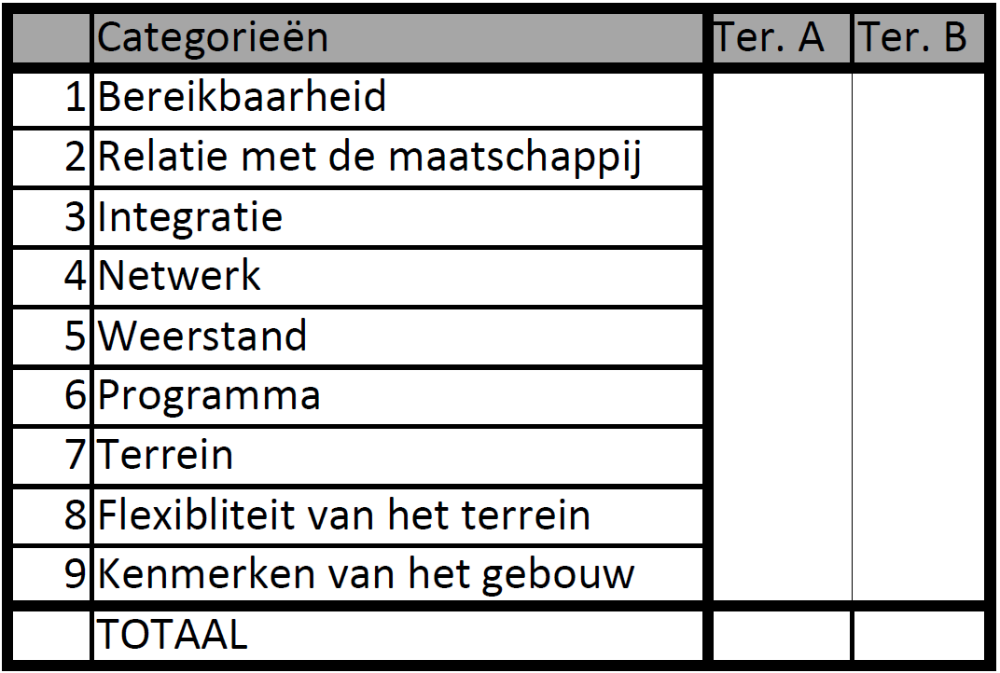 Categorieën Ter. A Ter. B
1 Bereikbaarheid
2 Relatie met de maatschappij
3 Integratie
4 Netwerk
5 Weerstand
6 Programma
7 Terrein
8 Flexibliteit van het terrein
9 Kenmerken van het gebouw
TOTAAL